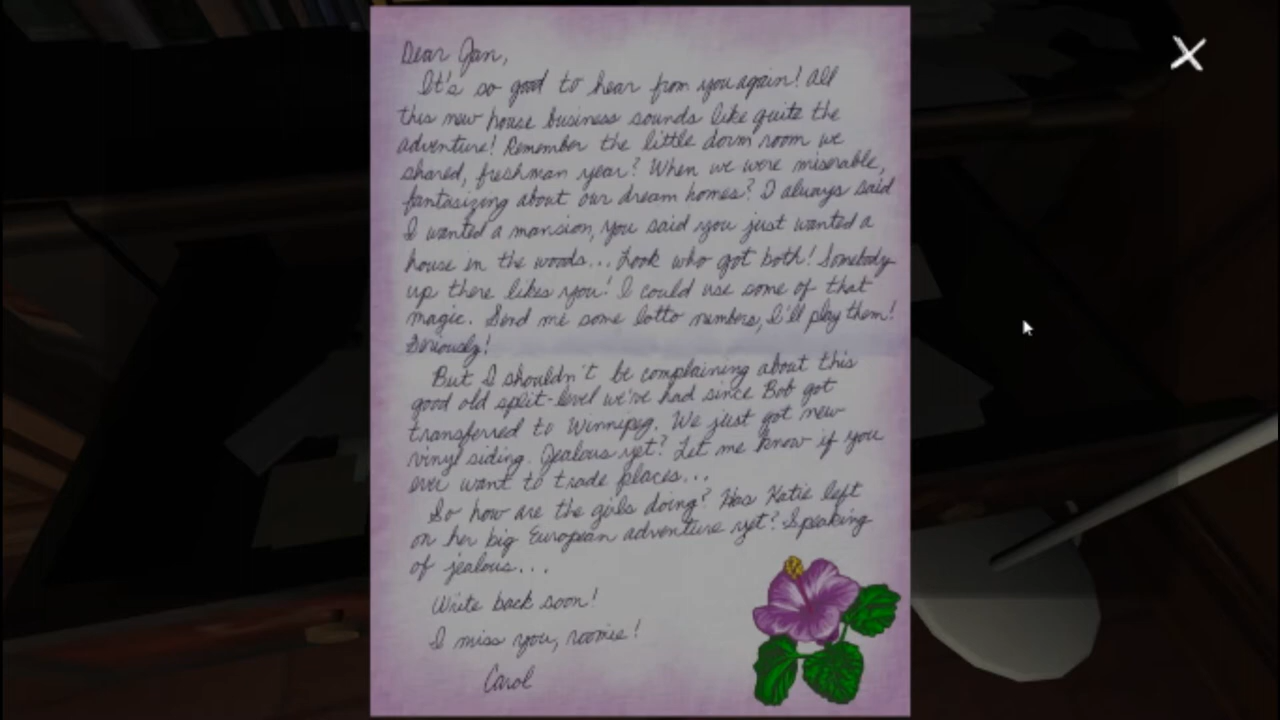 Dear Jan,
It's so good to hear from you again! All
this new house business sounds like quite the
adventure! Remember the little dorm room we
shared, freshman year? When we were miserable,
fantasizing about our dream homes? I always said
I wanted a mansion, you said you just wanted a
house in the woods... Look who got both! Somebody
up there likes you! I could use some of that
magic. Send me some lotto numbers, I'll play them!
Seriously!
But I shouldn't be complaining about this
good old split-level we've had since Bob got
transferred to Winnipeg. We just got new
vinyl siding. Jealous yet? Let me know if you
ever want to trade places...
So how are the girls doing? Has Katie left
on her big European adventure yet? Speaking
of jealous...
Write back soon!
I miss you, roomie!
Carol